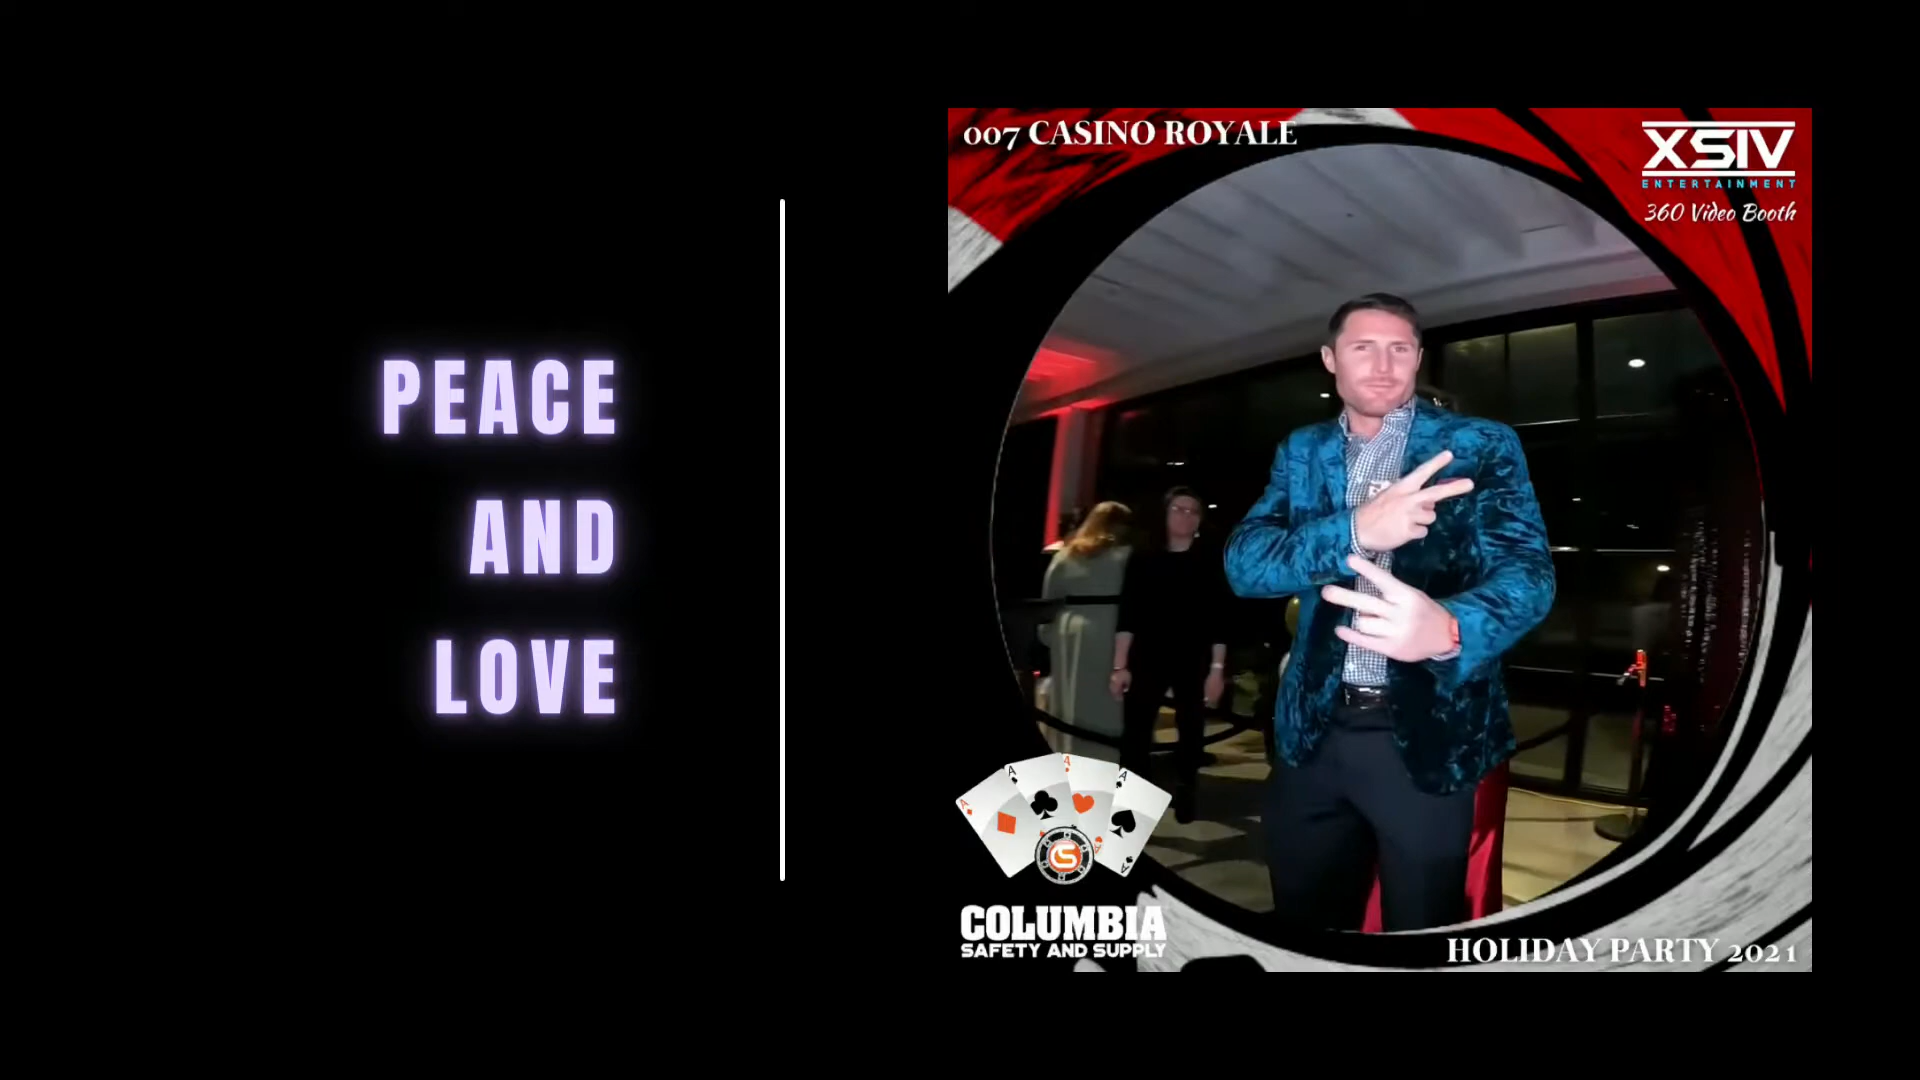 PEACE
AND
LOVE
007 CASINO ROYALE
XSIV
ENTERTAINMENT
360 Video Booth
A A A A
S
COLUMBIA
SAFETY AND SUPPLY
HOLIDAY PARTY 2021